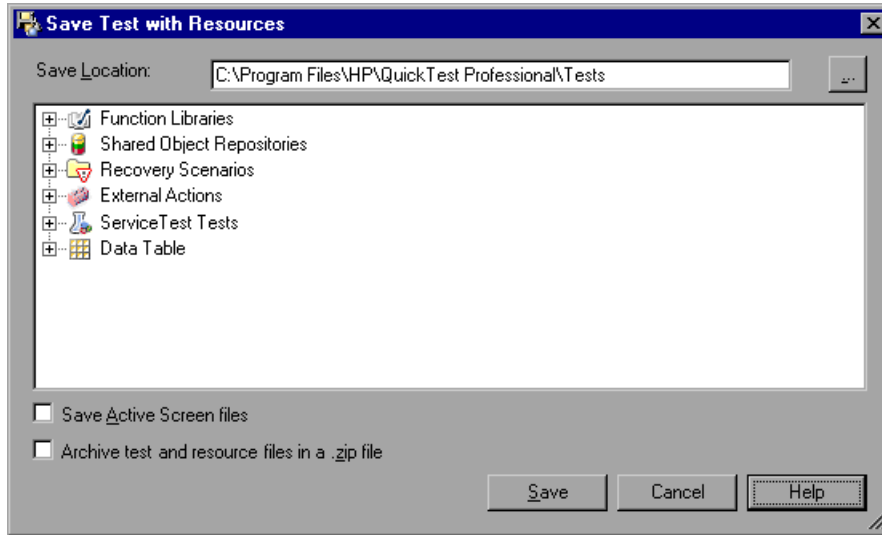 Save Test with Resources
Save Location:
C:\Program Files\HP\QuickTest Professional\Tests
...
Function Libraries
Shared Object Repositories
Recovery Scenarios
External Actions
ServiceTest Tests
Data Table
Save Active Screen files
Archive test and resource files in a .zip file
Save Cancel Help